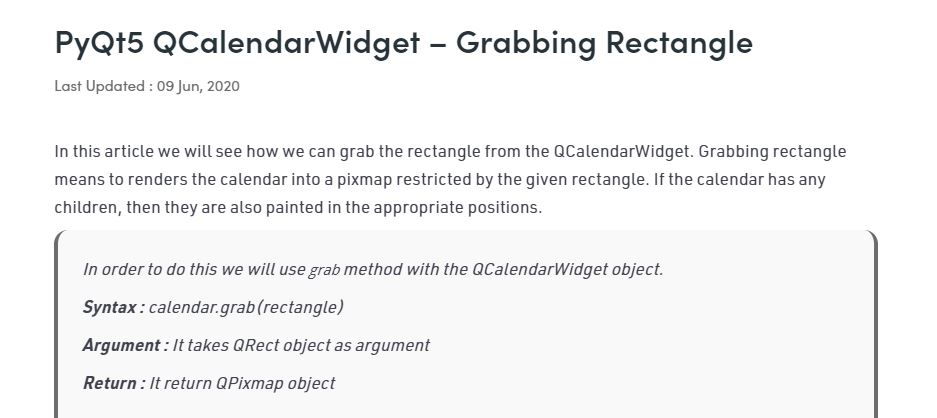 PyQt5 QCalendarWidget – Grabbing Rectangle
Last Updated : 09 Jun, 2020
In this article we will see how we can grab the rectangle from the QCalendarWidget. Grabbing rectangle
means to renders the calendar into a pixmap restricted by the given rectangle. If the calendar has any
children, then they are also painted in the appropriate positions.
In order to do this we will use grab method with the QCalendarWidget object.
Syntax : calendar.grab(rectangle)
Argument : It takes QRect object as argument
Return : It return QPixmap object